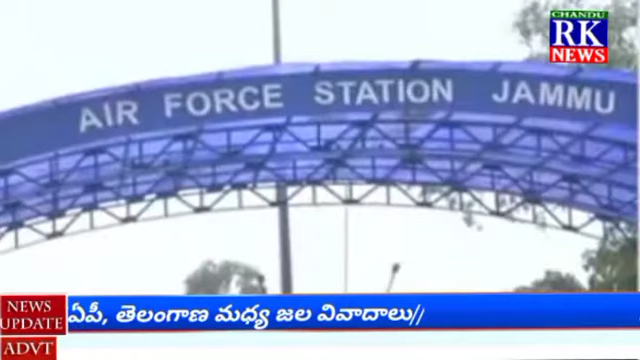 CHANDU
RK
NEWS
AIR FORCE STATION JAMMU
NEWS
UPDATE
ఏపీ, తెలంగాణ మధ్య జల వివాదాలు//
ADVT